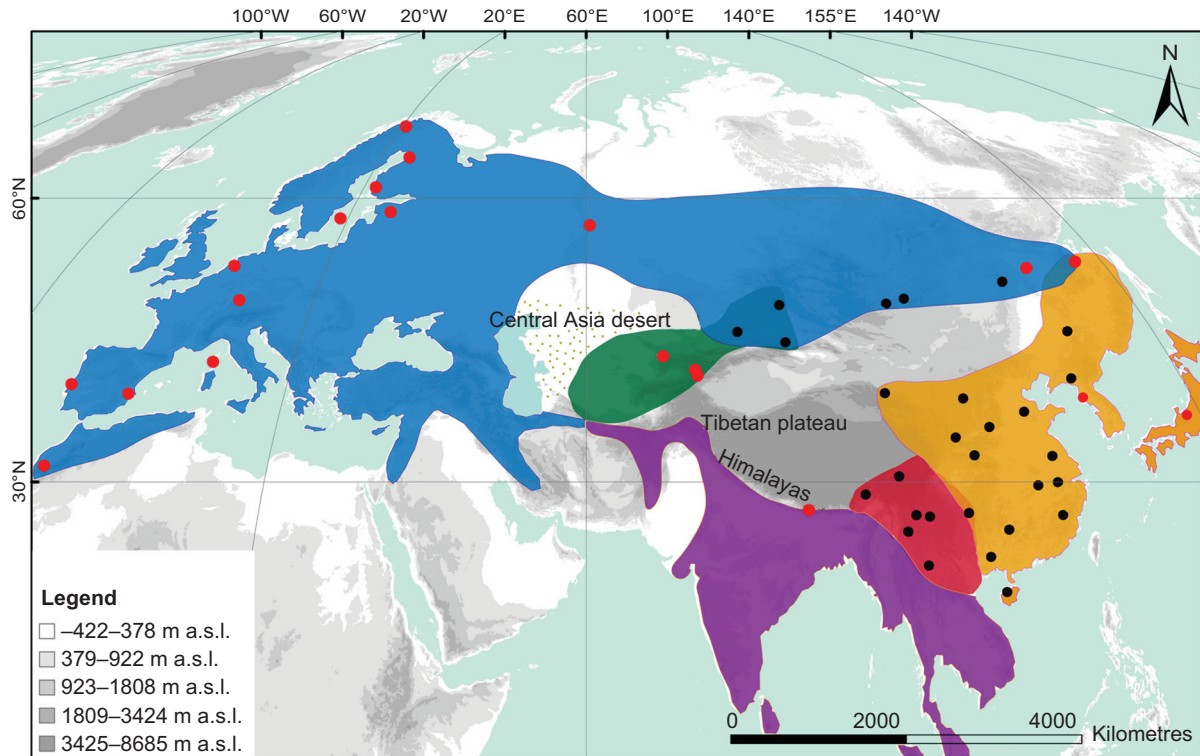 100°W 60°W 20°W 20°E 60°E 100°E 140°E 155°E 140°W
N
60°N
Central Asia desert
Tibetan plateau
Himalayas
30°N
Legend
–422–378 m a.s.l.
379–922 m a.s.l.
923–1808 m a.s.l.
1809–3424 m a.s.l.
3425–8685 m a.s.l.
0 2000 4000
Kilometres